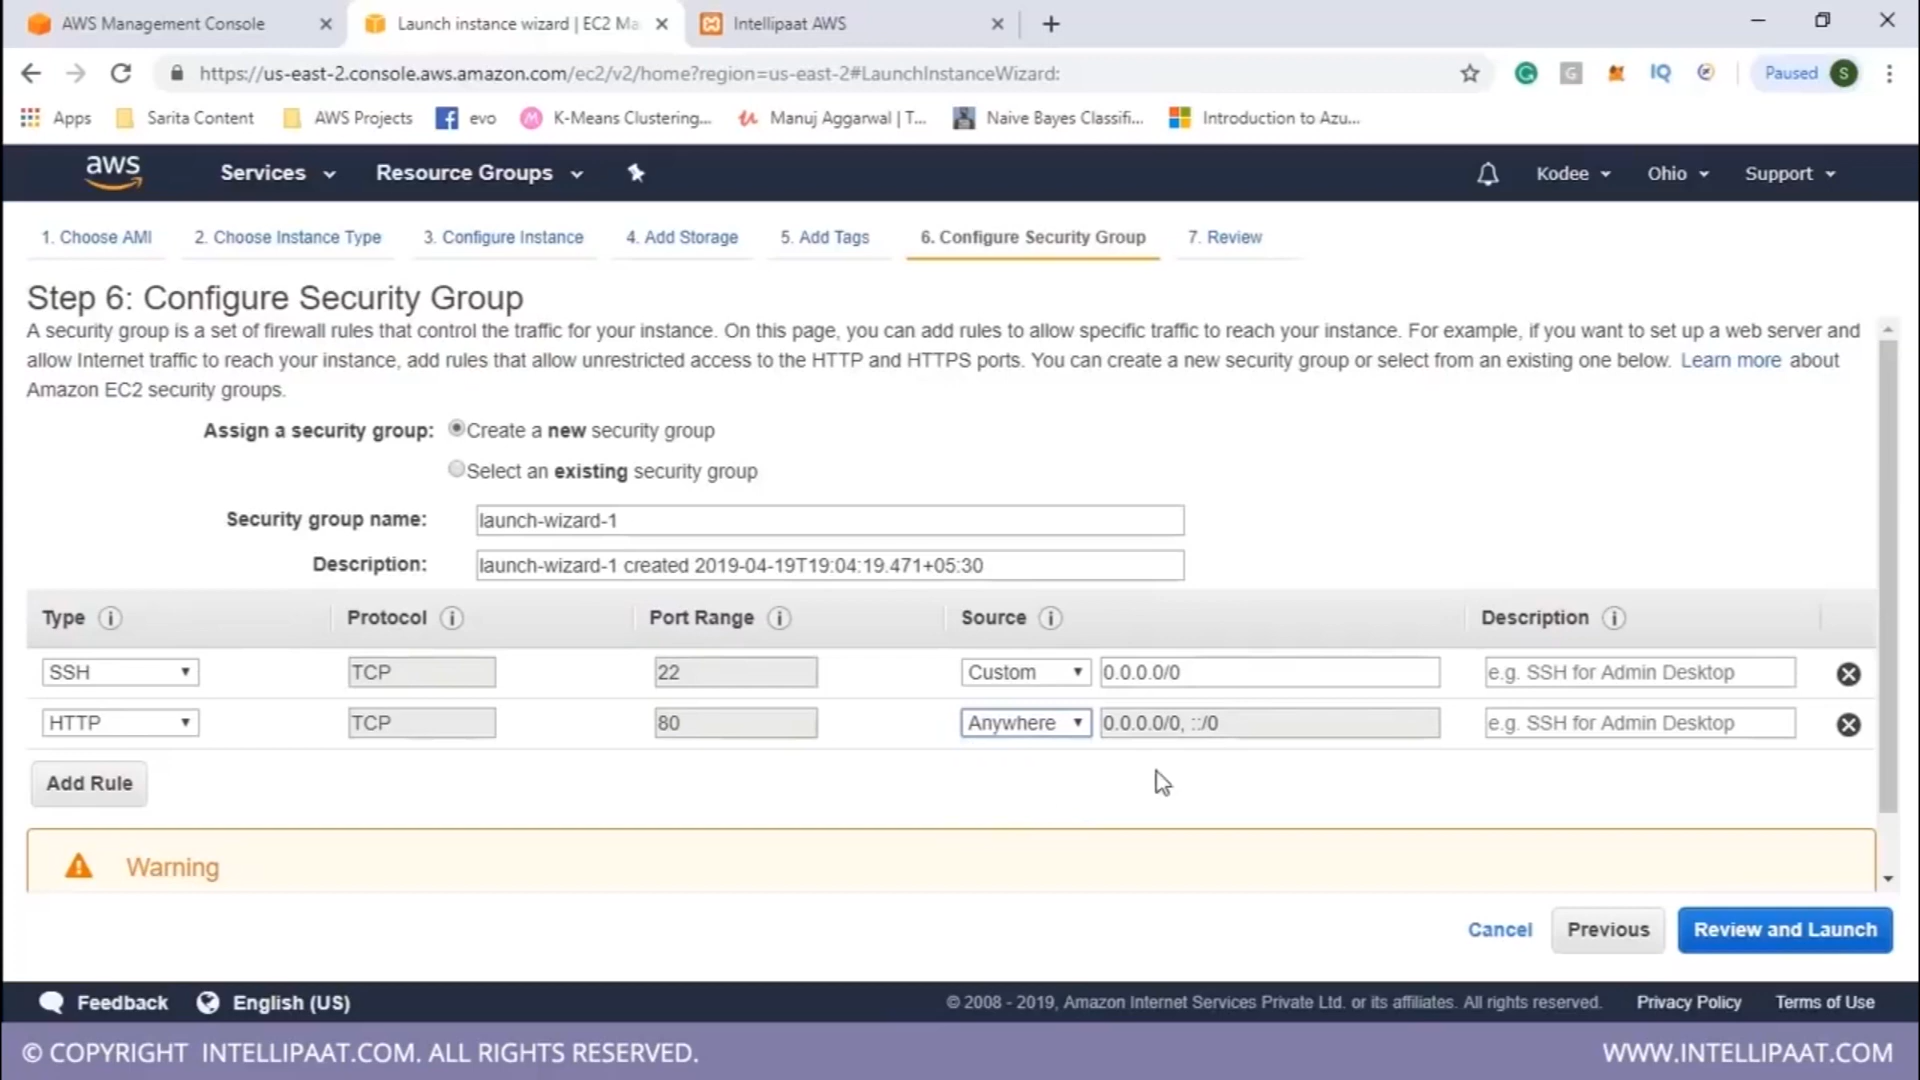 AWS Management Console
Launch instance wizard | EC2 Ma
Intellipaat AWS
https://us-east-2.console.aws.amazon.com/ec2/v2/home?region=us-east-2#LaunchInstanceWizard:
G
IQ
Paused
S
Apps
Sarita Content
AWS Projects
evo
K-Means Clustering...
Manuj Aggarwal | T...
Naive Bayes Classifi...
Introduction to Azu...
aws
Services
Resource Groups
Kodee
Ohio
Support
1. Choose AMI
2. Choose Instance Type
3. Configure Instance
4. Add Storage
5. Add Tags
6. Configure Security Group
7. Review
Step 6: Configure Security Group
A security group is a set of firewall rules that control the traffic for your instance. On this page, you can add rules to allow specific traffic to reach your instance. For example, if you want to set up a web server and
allow Internet traffic to reach your instance, add rules that allow unrestricted access to the HTTP and HTTPS ports. You can create a new security group or select from an existing one below. Learn more about
Amazon EC2 security groups.
Assign a security group: Create a new security group
Select an existing security group
Security group name: launch-wizard-1
Description: launch-wizard-1 created 2019-04-19T19:04:19.471+05:30
Type i Protocol i Port Range i Source i Description i
SSH TCP 22 Custom 0.0.0.0/0 e.g. SSH for Admin Desktop
HTTP TCP 80 Anywhere 0.0.0.0/0, ::/0 e.g. SSH for Admin Desktop
Add Rule
Warning
Cancel Previous Review and Launch
Feedback English (US) © 2008 - 2019, Amazon Internet Services Private Ltd. or its affiliates. All rights reserved. Privacy Policy Terms of Use
© COPYRIGHT INTELLIPAAT.COM. ALL RIGHTS RESERVED. WWW.INTELLIPAAT.COM